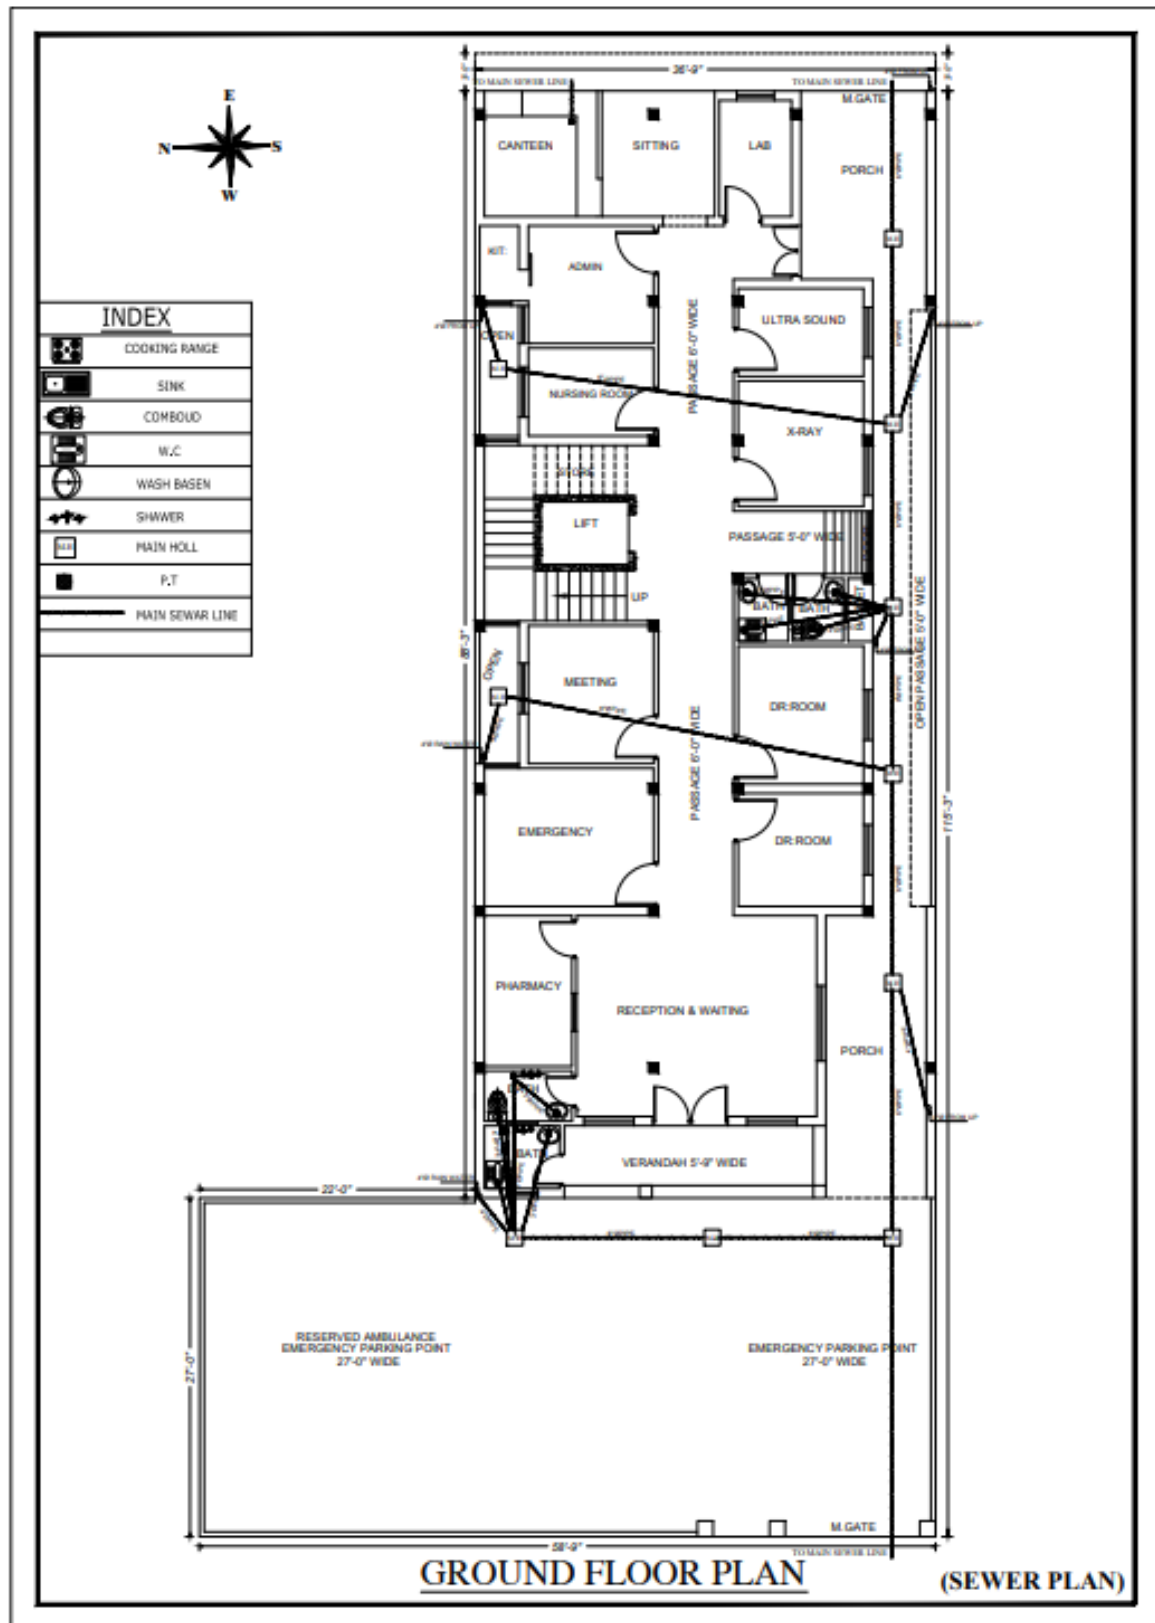 36'-9"
TO MAIN SEWER LINE
TO MAIN SEWER LINE
M.GATE
E
N
S
W
CANTEEN
SITTING
LAB
PORCH
KIT:
ADMIN
OPEN
ULTRA SOUND
NURSING ROOM
PASSAGE 6'-0" WIDE
X-RAY
INDEX
COOKING RANGE
SINK
COMBOUD
W.C
WASH BASEN
SHAWER
MAIN HOLL
P.T
MAIN SEWAR LINE
STORE
LIFT
PASSAGE 5'-0" WIDE
UP
BATH
BATH
OPEN PASSAGE 5'-0" WIDE
88'-3"
OPEN
MEETING
DR:ROOM
PASSAGE 6'-0" WIDE
EMERGENCY
DR:ROOM
115'-3"
PHARMACY
RECEPTION & WAITING
PORCH
BATH
BATH
VERANDAH 5'-9" WIDE
22'-0"
27'-0"
RESERVED AMBULANCE
EMERGENCY PARKING POINT
27'-0" WIDE
EMERGENCY PARKING POINT
27'-0" WIDE
M.GATE
TO MAIN SEWER LINE
58'-9"
GROUND FLOOR PLAN
(SEWER PLAN)